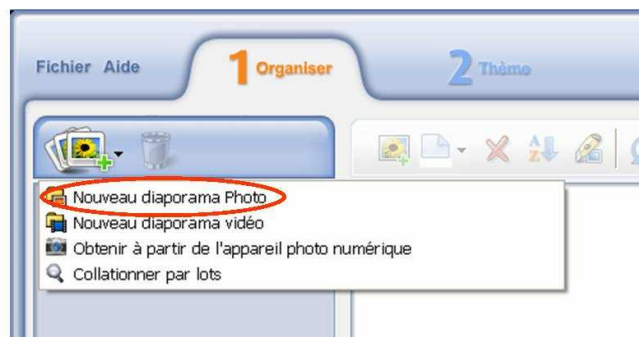 Fichier Aide
1 Organiser
2 Thème
A
Z
Nouveau diaporama Photo
Nouveau diaporama vidéo
Obtenir à partir de l'appareil photo numérique
Collationner par lots